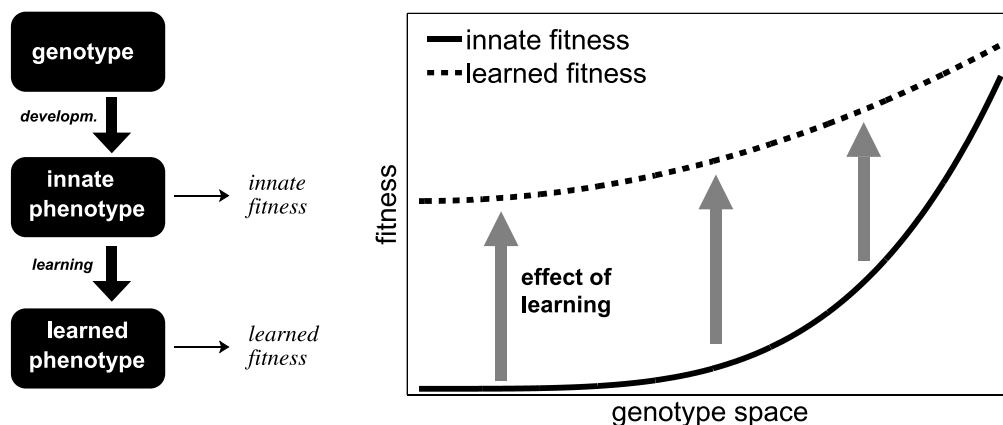 genotype
developm.
innate
phenotype
innate
fitness
learning
learned
phenotype
learned
fitness
innate fitness
learned fitness
fitness
effect of
learning
genotype space